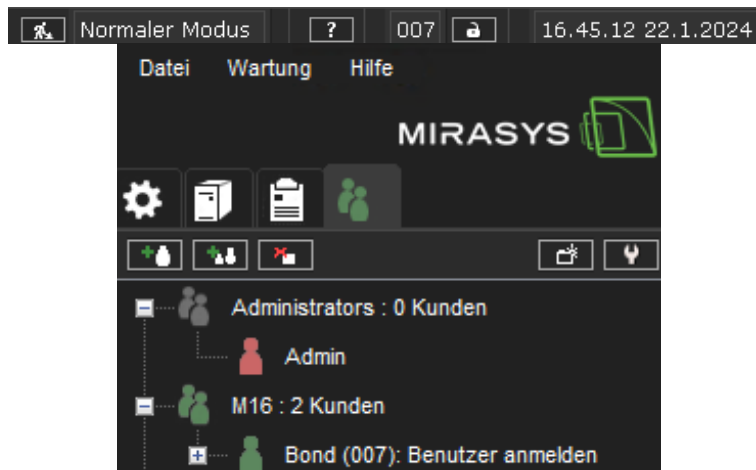 Normaler Modus ? 007 16.45.12 22.1.2024
Datei Wartung Hilfe
MIRASYS
Administrators : 0 Kunden
Admin
M16 : 2 Kunden
Bond (007): Benutzer anmelden